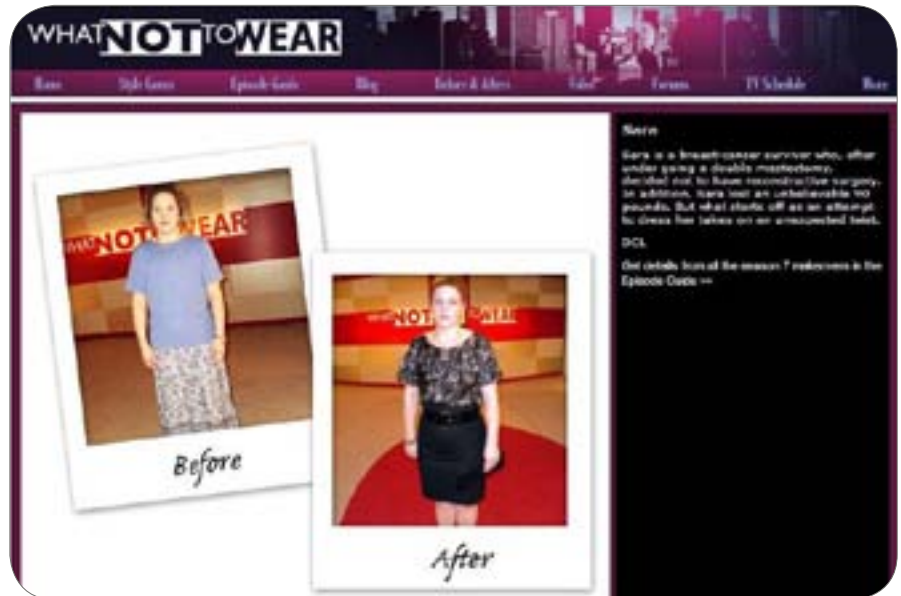 WHAT NOT TO WEAR
Home Style Genres Episode Guide Blog Before & Afters Video Forums TV Schedule More
Sara
Sara is a breast-cancer survivor who, after
under going a double mastectomy,
decided not to have reconstructive surgery.
In addition, Sara lost an unbelievable
pounds. But what starts off as an attempt
to dress her takes on an unexpected twist.
DCL
Get details from all the season 7 makeovers in the
Episode Guide >>
WHAT NOT TO WEAR
Before
WHAT NOT TO WEAR
After